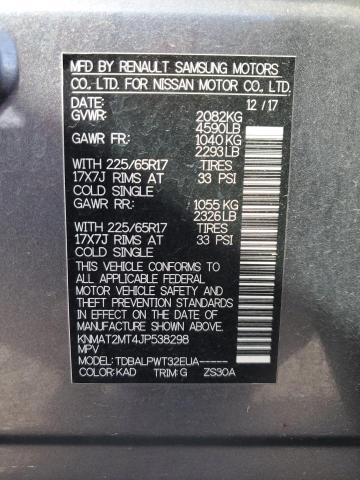 MFD BY RENAULT SAMSUNG MOTORS
CO., LTD. FOR NISSAN MOTOR CO., LTD.
DATE: 12 / 17
GVWR: 2082KG
4590LB
GAWR FR: 1040 KG
2293LB
WITH 225/65R17 TIRES
17X7J RIMS AT 33 PSI
COLD SINGLE
GAWR RR: 1055 KG
2326LB
WITH 225/65R17 TIRES
17X7J RIMS AT 33 PSI
COLD SINGLE
THIS VEHICLE CONFORMS TO
ALL APPLICABLE FEDERAL
MOTOR VEHICLE SAFETY, BUMPER,
AND THEFT PREVENTION STANDARDS
IN EFFECT ON THE DATE OF
MANUFACTURE SHOWN ABOVE.
KNMAT2MT4JP538298
MPV
MODEL: TDBALPWT32EUA-----
COLOR: KAD TRIM: G ZS30A